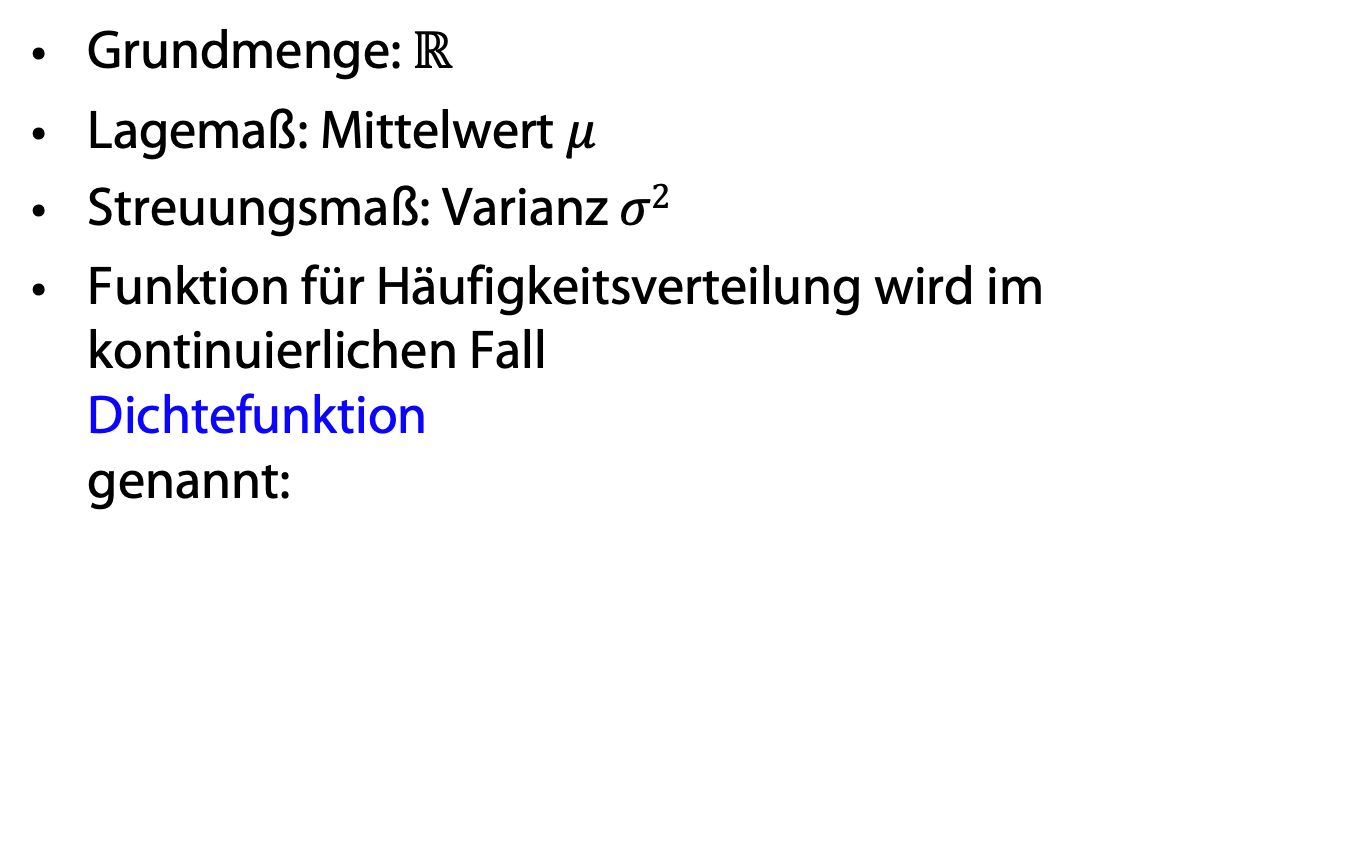 • Grundmenge: ℝ
• Lagemaß: Mittelwert μ
• Streuungsmaß: Varianz σ²
• Funktion für Häufigkeitsverteilung wird im
kontinuierlichen Fall
Dichtefunktion
genannt: